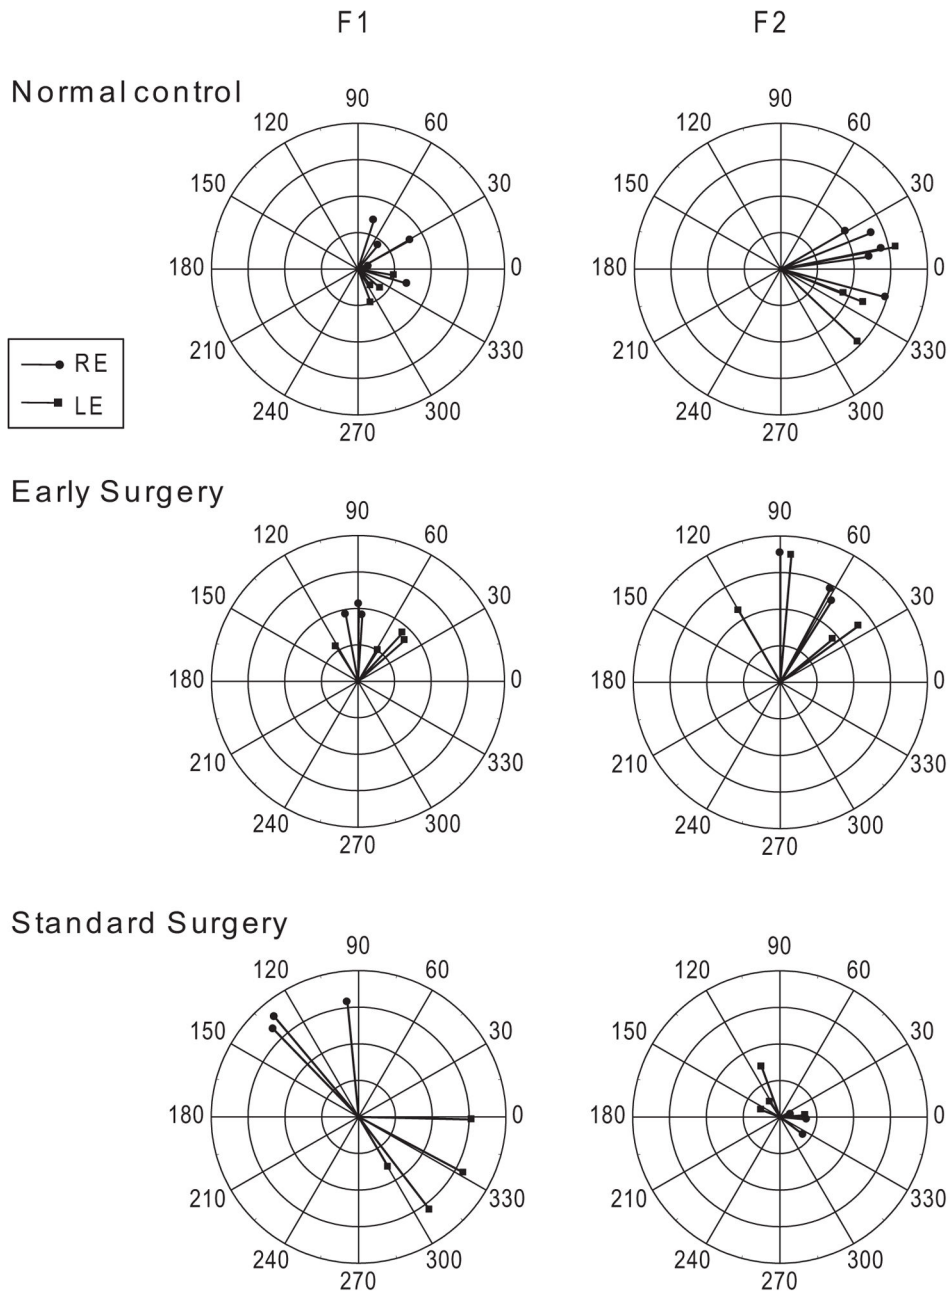 F1 F2
Normal control
90 90
120 60 120 60
150 30 150 30
180 0 180 0
210 330 210 330
240 300 240 300
270 270
RE
LE
Early Surgery
90 90
120 60 120 60
150 30 150 30
180 0 180 0
210 330 210 330
240 300 240 300
270 270
Standard Surgery
90 90
120 60 120 60
150 30 150 30
180 0 180 0
210 330 210 330
240 300 240 300
270 270